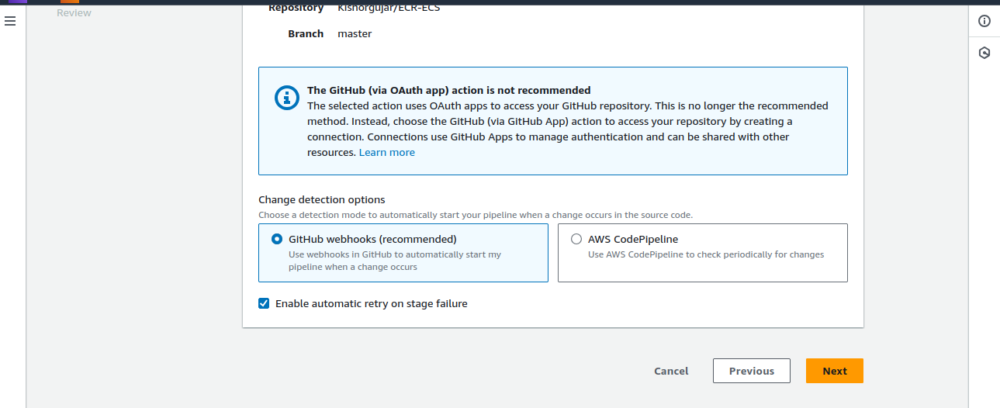 Review
Repository Kishorgujar/ECR-ECS
Branch master
The GitHub (via OAuth app) action is not recommended
The selected action uses OAuth apps to access your GitHub repository. This is no longer the recommended
method. Instead, choose the GitHub (via GitHub App) action to access your repository by creating a
connection. Connections use GitHub Apps to manage authentication and can be shared with other
resources. Learn more
Change detection options
Choose a detection mode to automatically start your pipeline when a change occurs in the source code.
GitHub webhooks (recommended)
Use webhooks in GitHub to automatically start my
pipeline when a change occurs
AWS CodePipeline
Use AWS CodePipeline to check periodically for changes
Enable automatic retry on stage failure
Cancel
Previous
Next